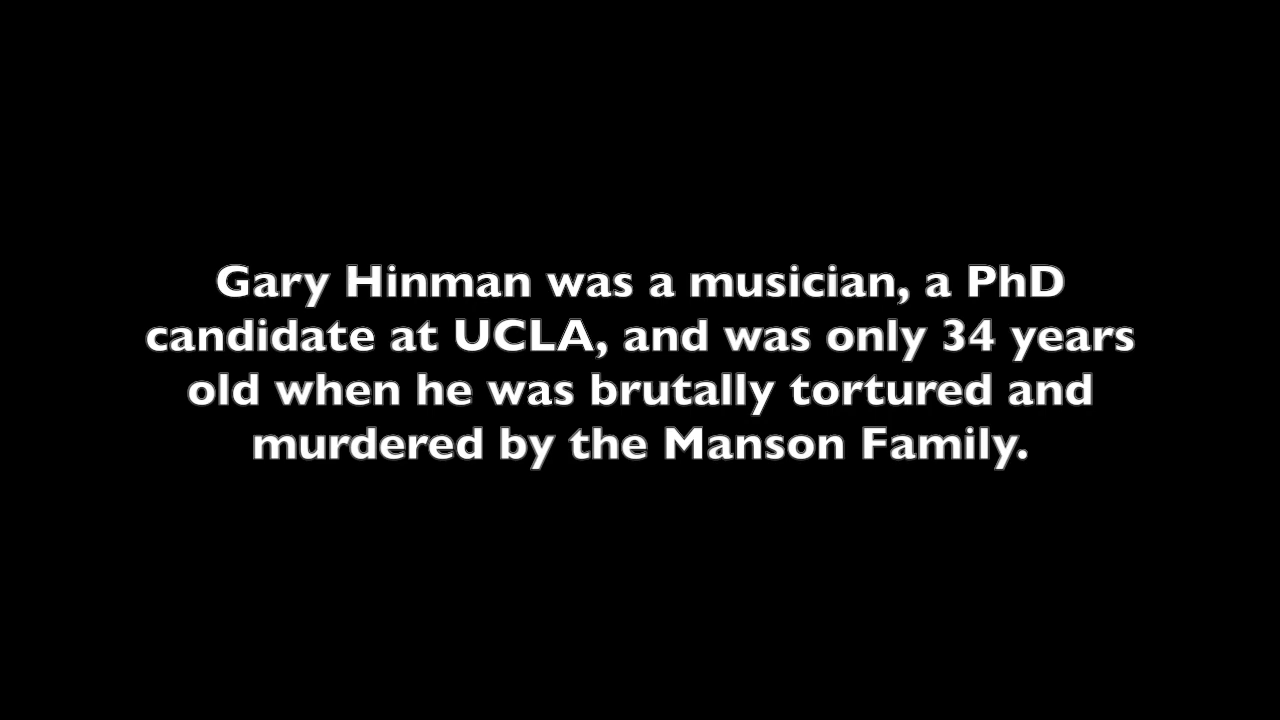 Gary Hinman was a musician, a PhD
candidate at UCLA, and was only 34 years
old when he was brutally tortured and
murdered by the Manson Family.